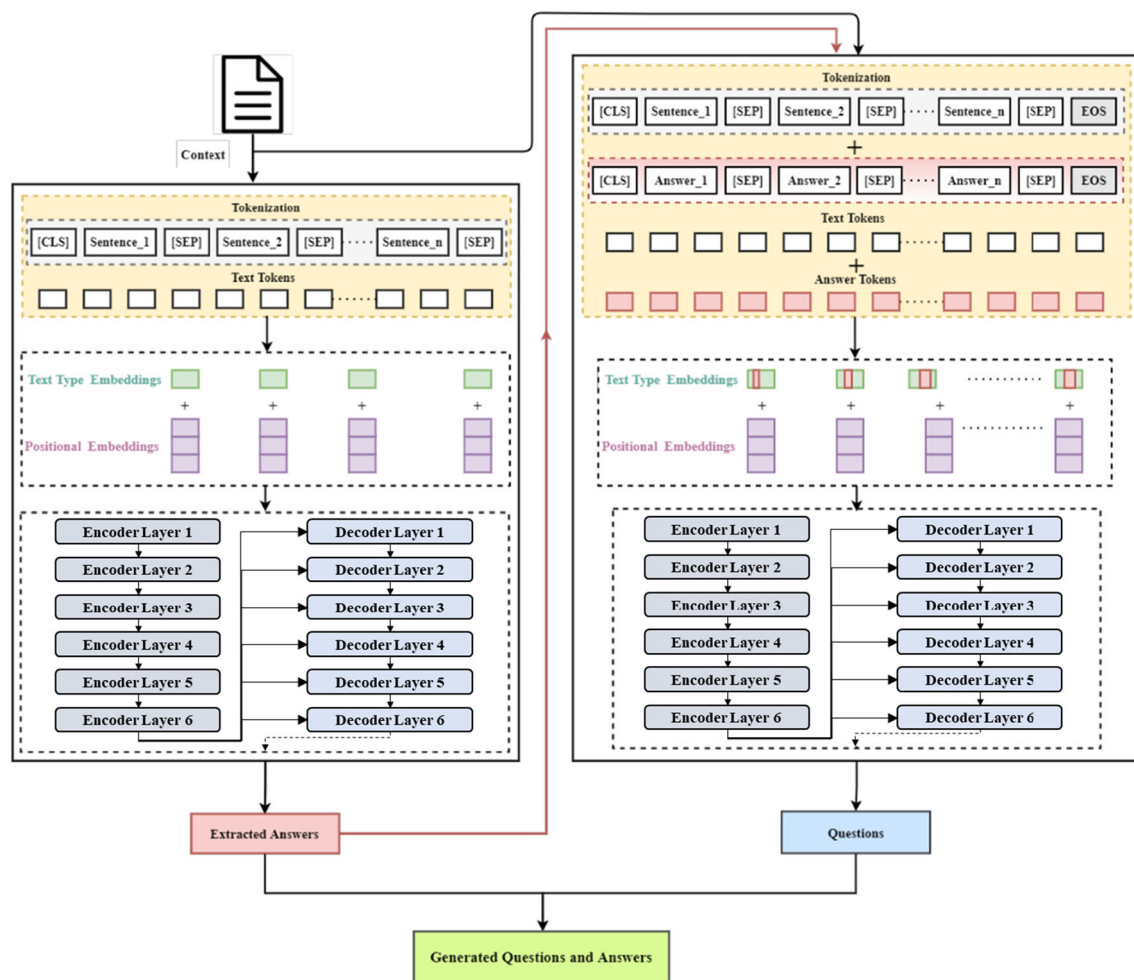 Context
Tokenization
[CLS] Sentence_1 [SEP] Sentence_2 [SEP] ...... Sentence_n [SEP]
Text Tokens
Text Type Embeddings
+ + + +
Positional Embeddings
Encoder Layer 1 Decoder Layer 1
Encoder Layer 2 Decoder Layer 2
Encoder Layer 3 Decoder Layer 3
Encoder Layer 4 Decoder Layer 4
Encoder Layer 5 Decoder Layer 5
Encoder Layer 6 Decoder Layer 6
Extracted Answers
Tokenization
[CLS] Sentence_1 [SEP] Sentence_2 [SEP] ...... Sentence_n [SEP] EOS
+
[CLS] Answer_1 [SEP] Answer_2 [SEP] ...... Answer_n [SEP] EOS
Text Tokens
+
Answer Tokens
Text Type Embeddings
+ + + +
Positional Embeddings
Encoder Layer 1 Decoder Layer 1
Encoder Layer 2 Decoder Layer 2
Encoder Layer 3 Decoder Layer 3
Encoder Layer 4 Decoder Layer 4
Encoder Layer 5 Decoder Layer 5
Encoder Layer 6 Decoder Layer 6
Questions
Generated Questions and Answers